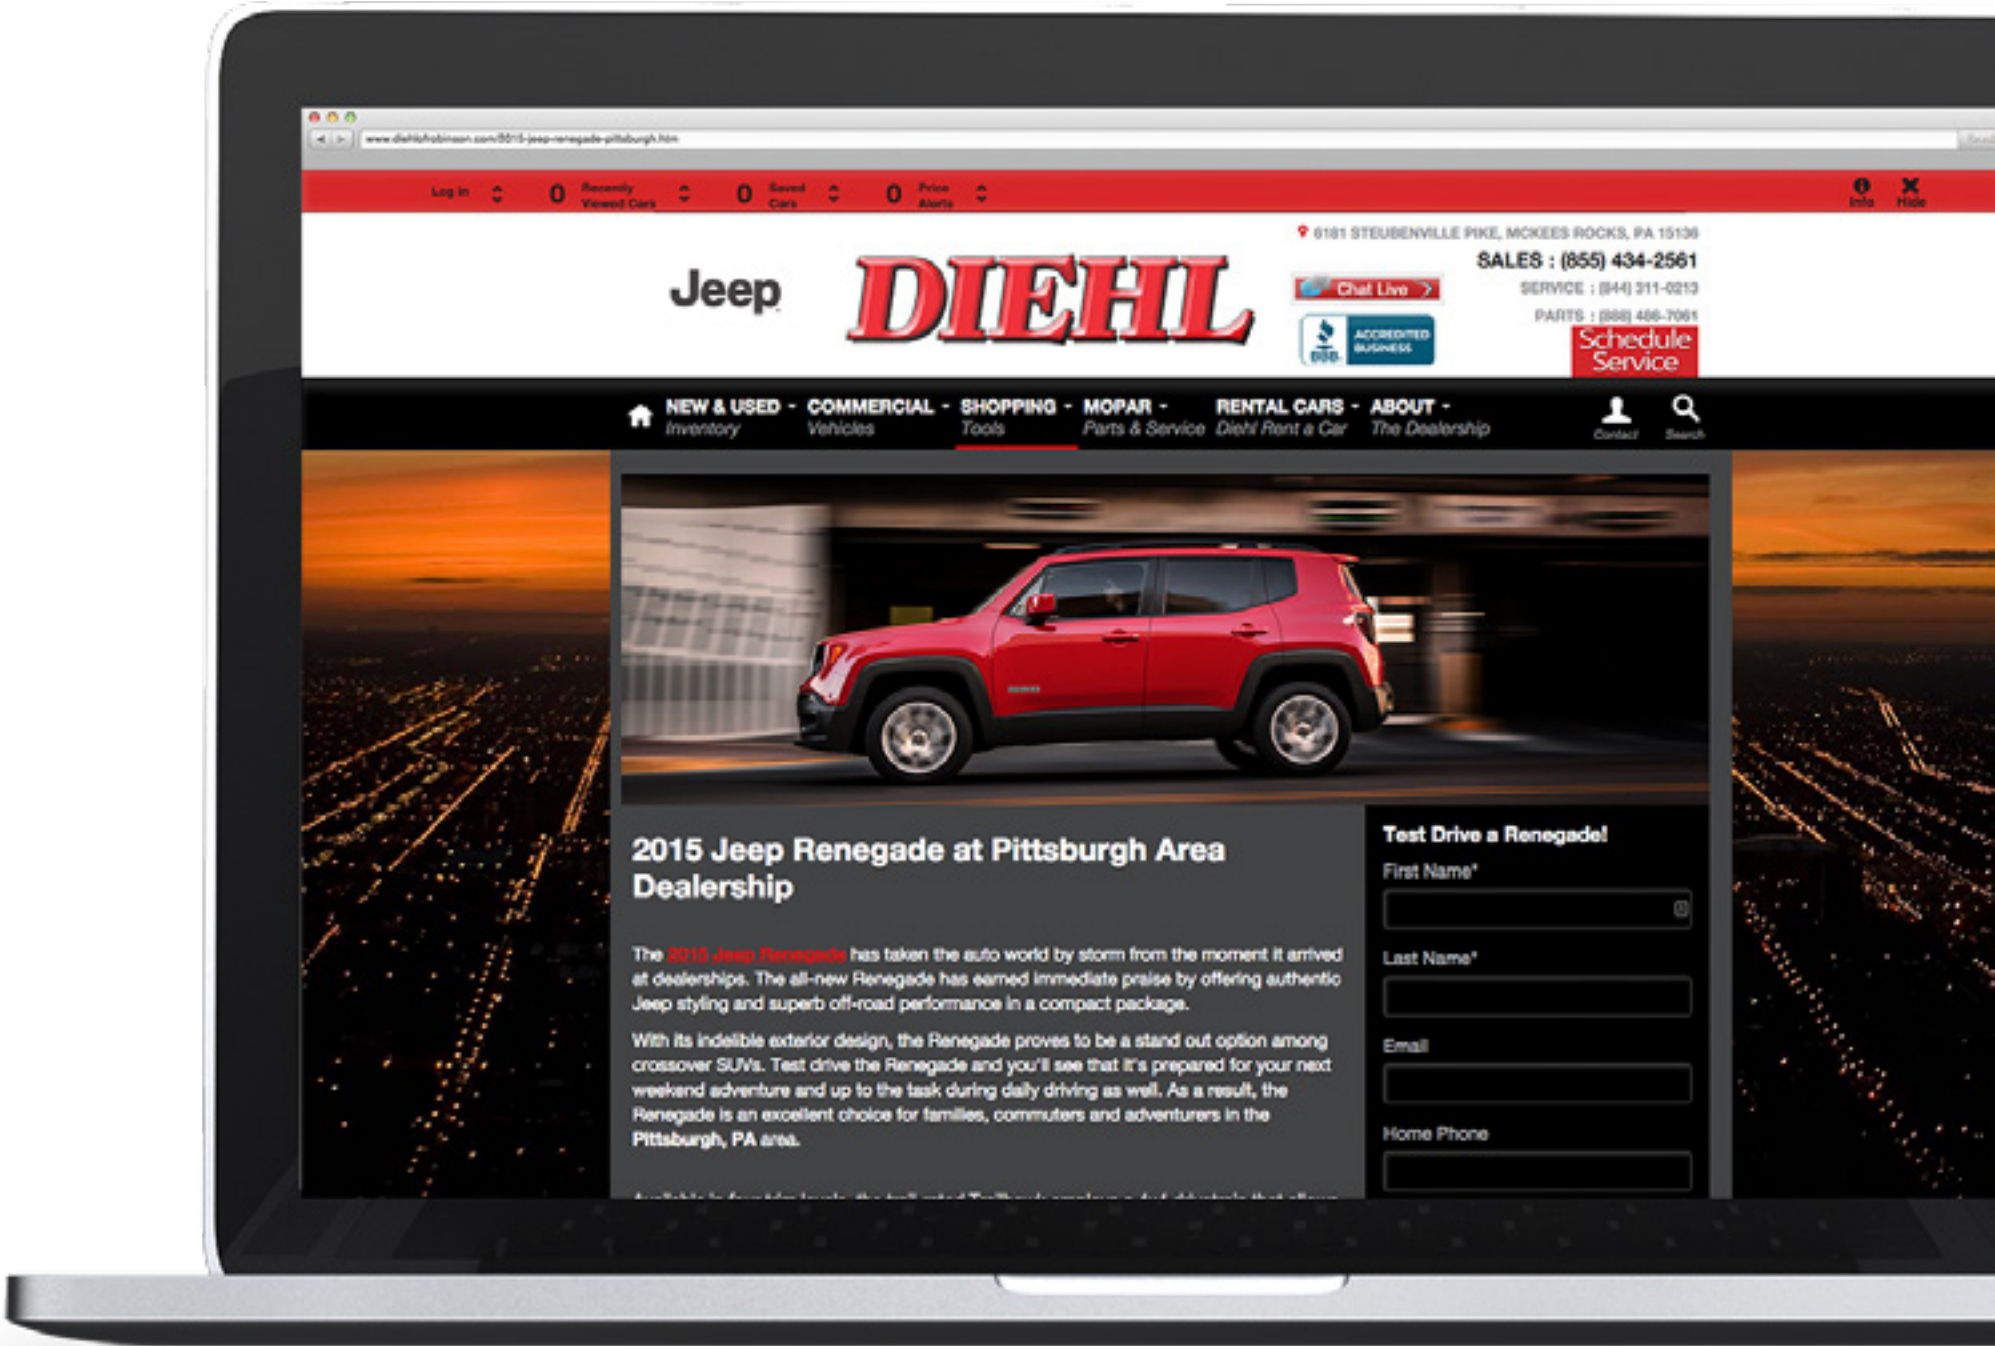 Log in
0 Recently Viewed Cars
0 Saved Cars
0 Price Alerts
Info
Hide
6181 STEUBENVILLE PIKE, MCKEES ROCKS, PA 15136
SALES : (855) 434-2561
SERVICE : (844) 311-0213
PARTS : (888) 486-7061
Jeep
DIEHL
Chat Live
BBB.
ACCREDITED
BUSINESS
Schedule
Service
NEW & USED
Inventory
COMMERCIAL
Vehicles
SHOPPING
Tools
MOPAR
Parts & Service
RENTAL CARS
Diehl Rent a Car
ABOUT
The Dealership
Contact
Search
2015 Jeep Renegade at Pittsburgh Area
Dealership
The 2015 Jeep Renegade has taken the auto world by storm from the moment it arrived
at dealerships. The all-new Renegade has earned immediate praise by offering authentic
Jeep styling and superb off-road performance in a compact package.
With its indelible exterior design, the Renegade proves to be a stand out option among
crossover SUVs. Test drive the Renegade and you'll see that it's prepared for your next
weekend adventure and up to the task during daily driving as well. As a result, the
Renegade is an excellent choice for families, commuters and adventurers in the
Pittsburgh, PA area.
Test Drive a Renegade!
First Name*
Last Name*
Email
Home Phone